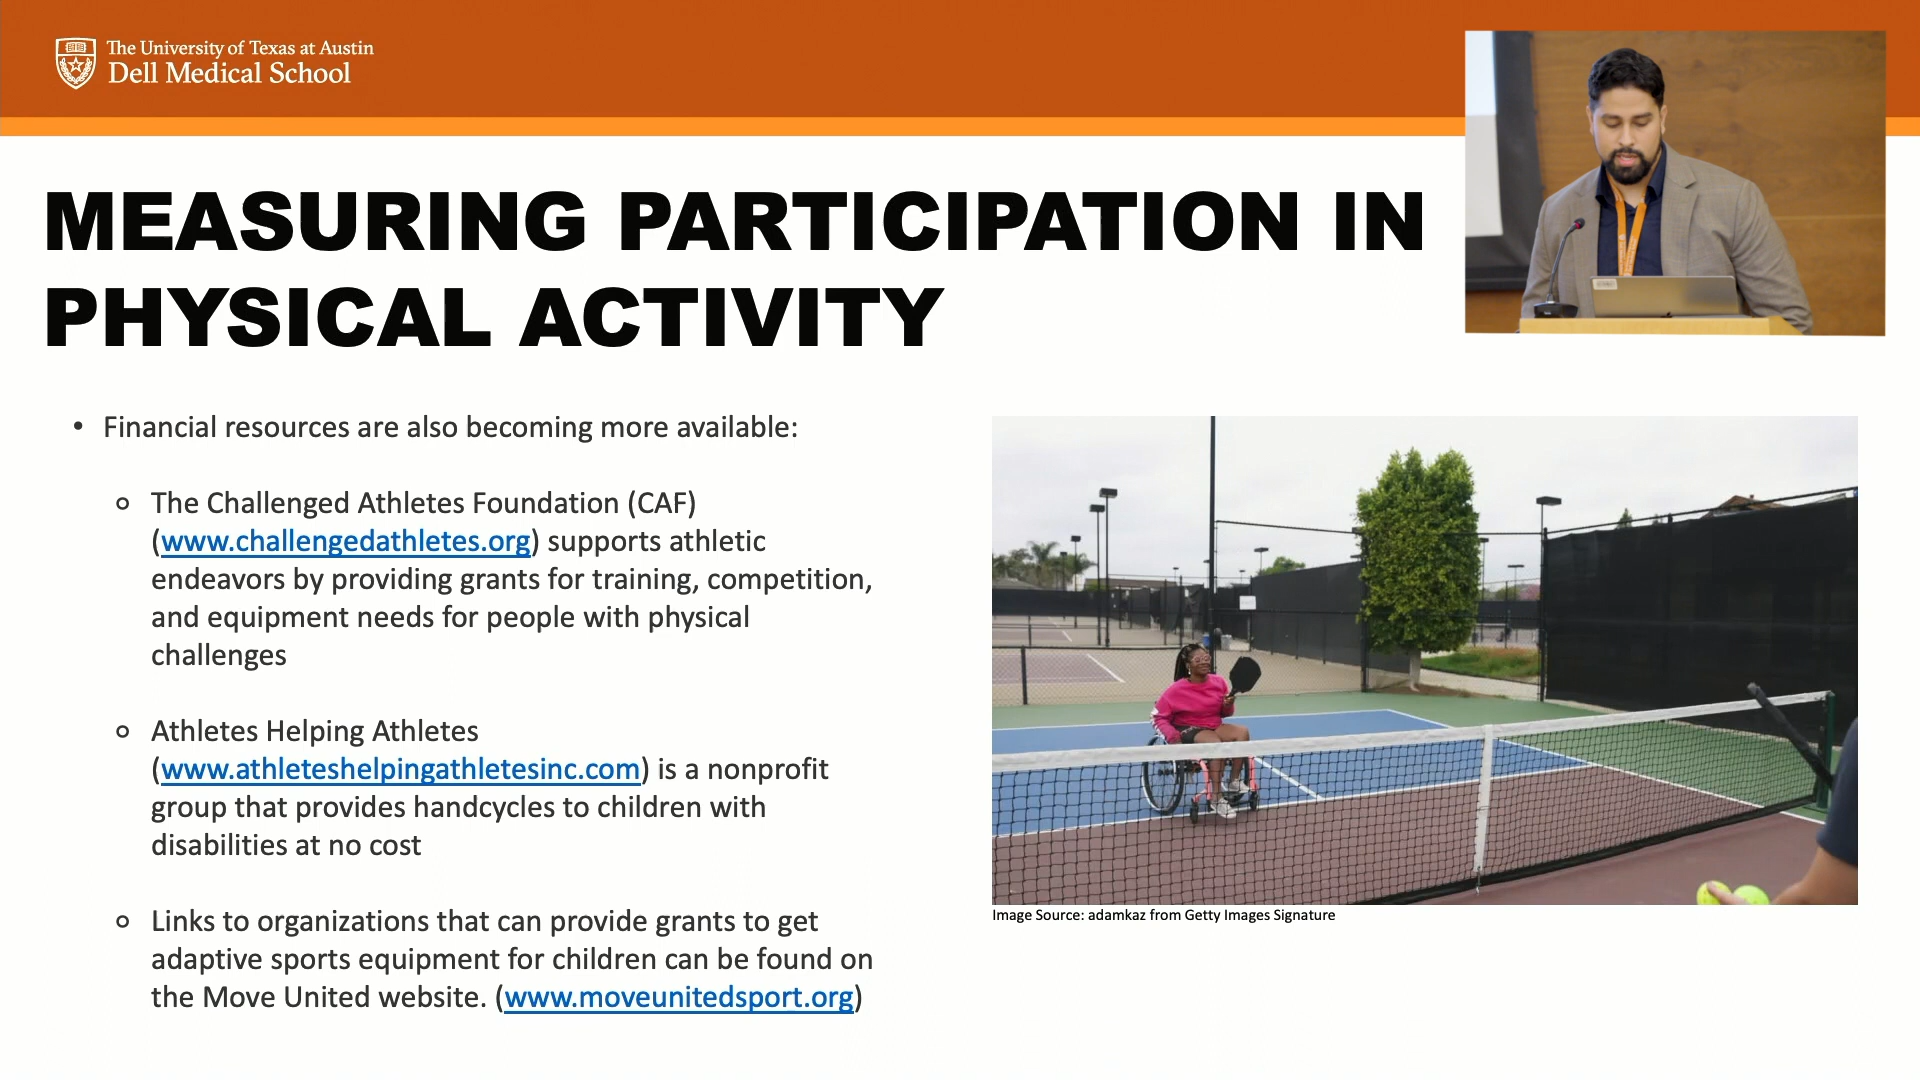 The University of Texas at Austin
Dell Medical School
MEASURING PARTICIPATION IN
PHYSICAL ACTIVITY
• Financial resources are also becoming more available:
o The Challenged Athletes Foundation (CAF)
(www.challengedathletes.org) supports athletic
endeavors by providing grants for training, competition,
and equipment needs for people with physical
challenges
o Athletes Helping Athletes
(www.athleteshelpingathletesinc.com) is a nonprofit
group that provides handcycles to children with
disabilities at no cost
o Links to organizations that can provide grants to get
adaptive sports equipment for children can be found on
the Move United website. (www.moveunitedsport.org)
Image Source: adamkaz from Getty Images Signature